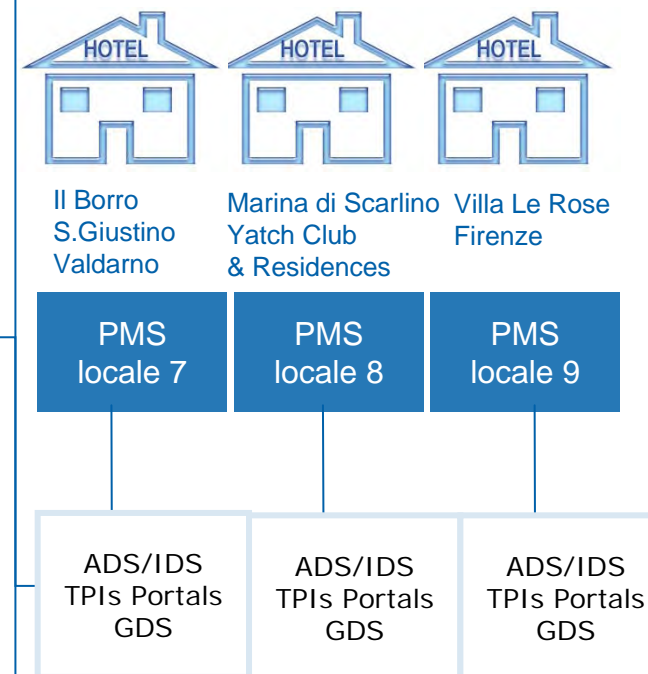 HOTEL
HOTEL
HOTEL
Il Borro
S.Giustino
Valdarno
Marina di Scarlino
Yatch Club
& Residences
Villa Le Rose
Firenze
PMS
locale 7
PMS
locale 8
PMS
locale 9
ADS/IDS
TPIs Portals
GDS
ADS/IDS
TPIs Portals
GDS
ADS/IDS
TPIs Portals
GDS